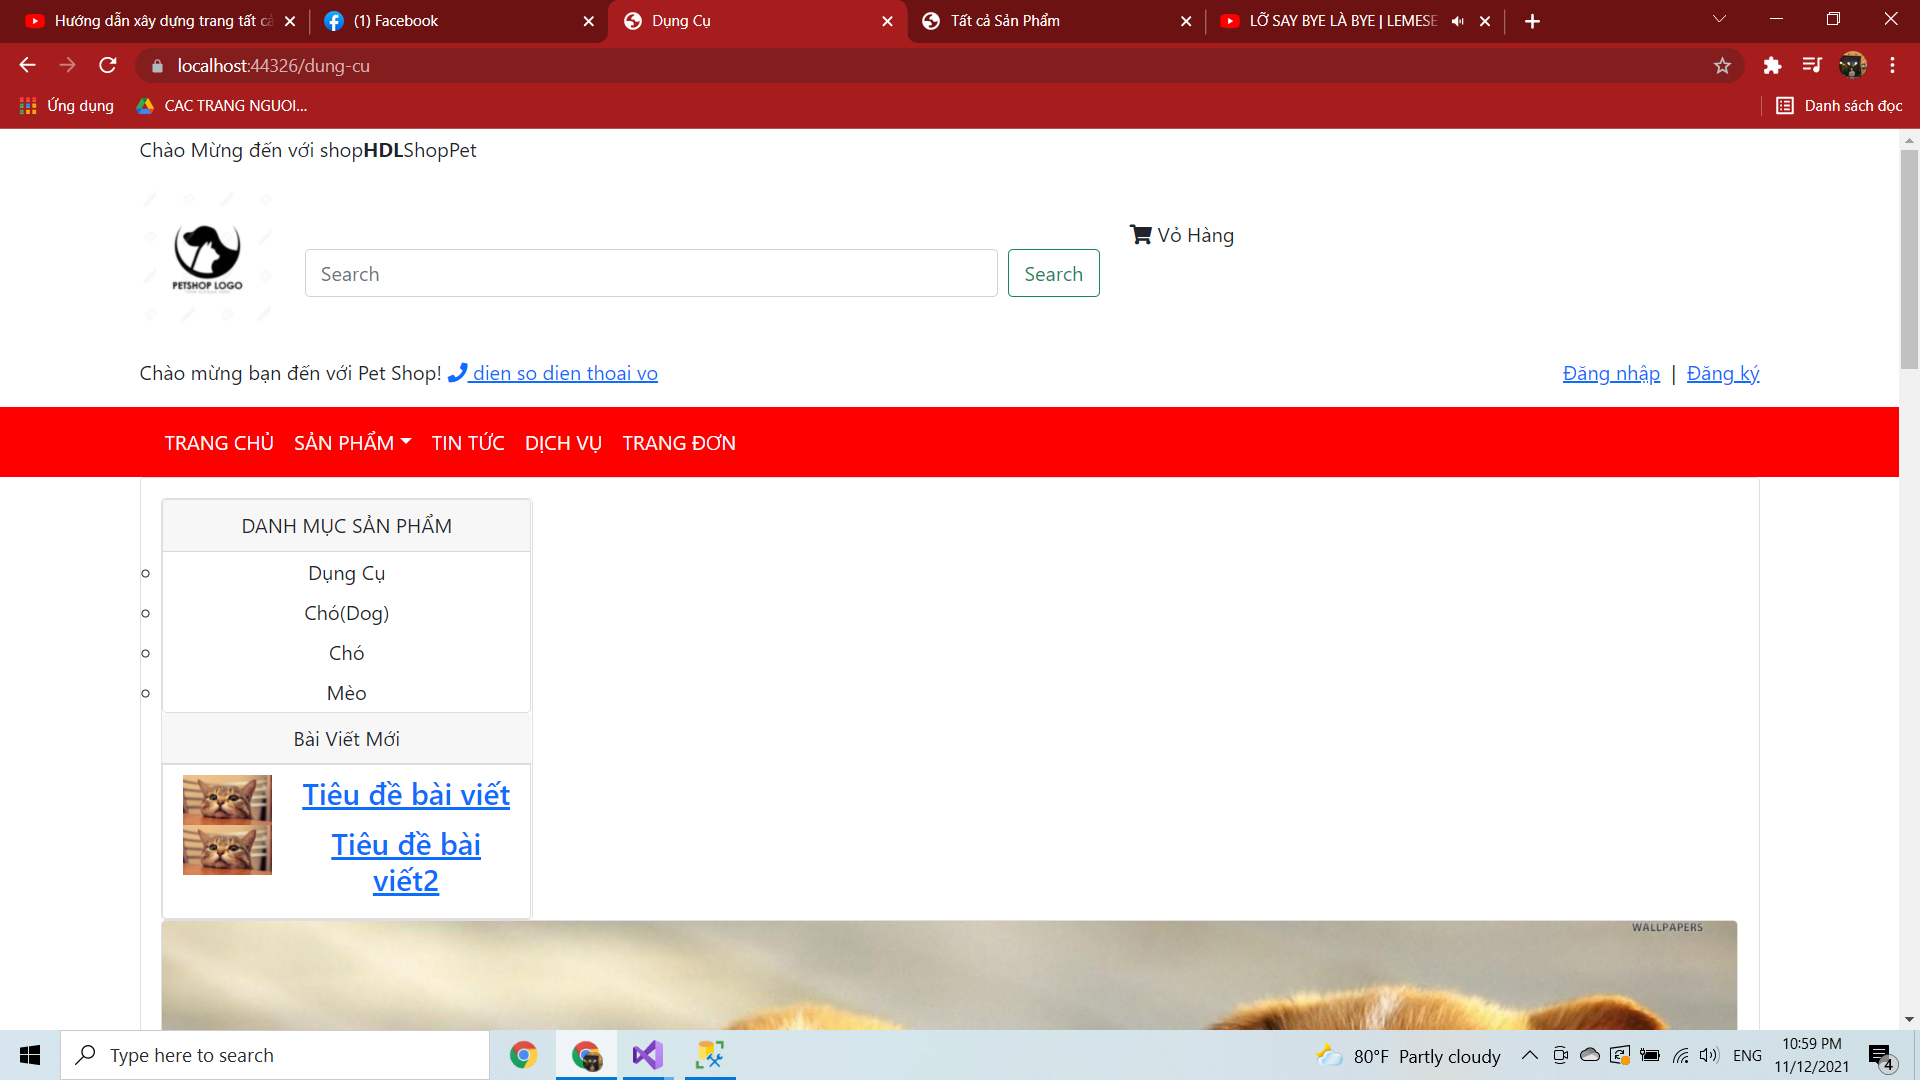 Hướng dẫn xây dựng trang tất cả
(1) Facebook
Dụng Cụ
Tất cả Sản Phẩm
LỠ SAY BYE LÀ BYE | LEMESE
localhost:44326/dung-cu
Ứng dụng
CAC TRANG NGUOI...
Danh sách đọc
Chào Mừng đến với shopHDLShopPet
PETSHOP LOGO
Search
Search
Vỏ Hàng
Chào mừng bạn đến với Pet Shop! dien so dien thoai vo
Đăng nhập | Đăng ký
TRANG CHỦ SẢN PHẨM TIN TỨC DỊCH VỤ TRANG ĐƠN
DANH MỤC SẢN PHẨM
Dụng Cụ
Chó(Dog)
Chó
Mèo
Bài Viết Mới
Tiêu đề bài viết
Tiêu đề bài
viết2
WALLPAPERS
Type here to search
80°F Partly cloudy
ENG
10:59 PM
11/12/2021
4